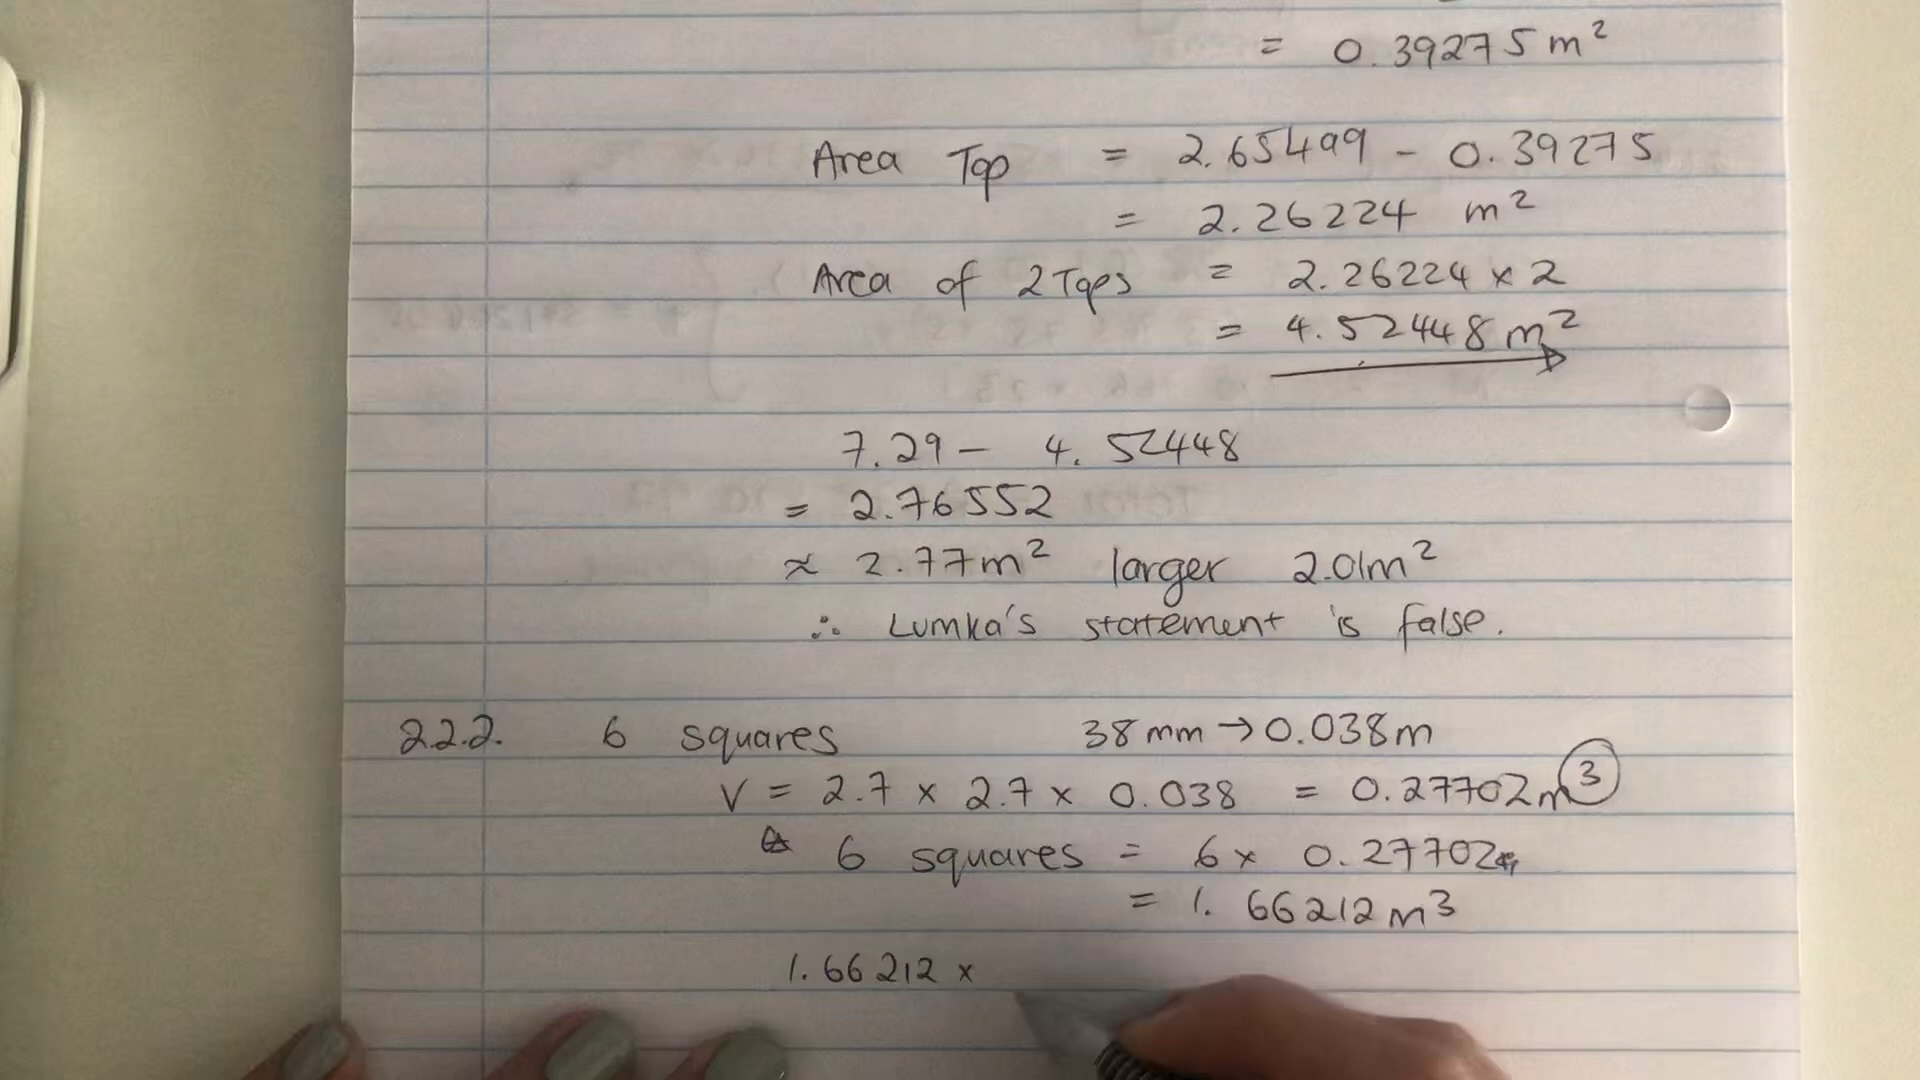 = 0.39275 m²
Area Top = 2.65499 - 0.39275
= 2.26224 m²
Area of 2 Tops = 2.26224 × 2
= 4.52448 m²
7.29 - 4.52448
= 2.76552
≈ 2.77m² larger 2.01m²
∴ Lumka's statement is false.
2.2.2. 6 squares 38 mm → 0.038m
V = 2.7 × 2.7 × 0.038 = 0.27702m³
6 squares = 6 × 0.27702
= 1.66212 m³
1.66212 ×